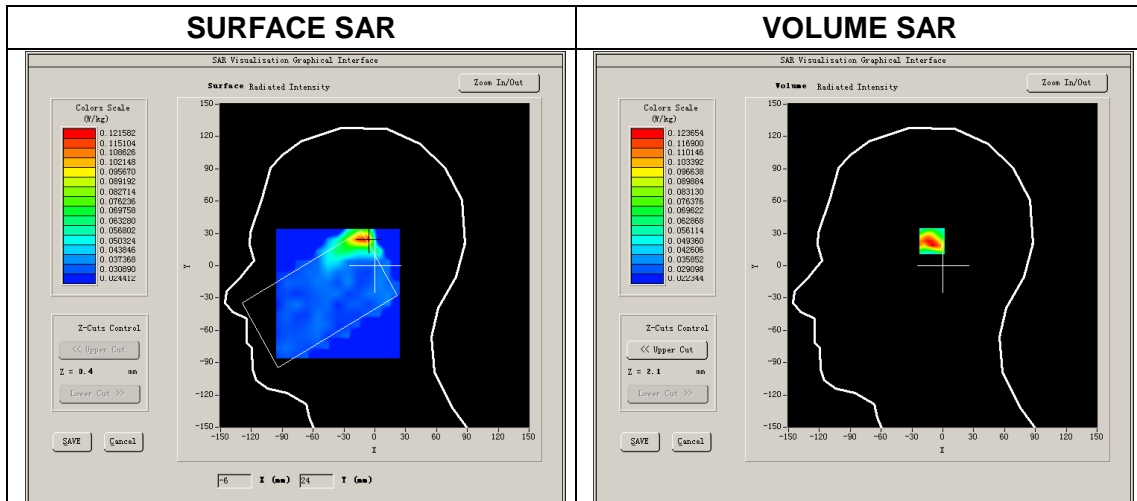 SURFACE SAR
VOLUME SAR
SAR Visualisation Graphical Interface
Surface Radiated Intensity
Zoom In/Out
Colors Scale
(W/kg)
0.121582
0.115104
0.108626
0.102148
0.095670
0.089192
0.082714
0.076236
0.069758
0.063280
0.056802
0.050324
0.043846
0.037368
0.030890
0.024412
150
120
90
60
30
0
-30
-60
-90
-120
-150
Y
-150 -120 -90 -60 -30 0 30 60 90 120 150
X
Z-Cuts Control
<< Upper Cut
Z = 0.4 mm
Lower Cut >>
SAVE Cancel
-6 X (mm) 24 Y (mm)
SAR Visualisation Graphical Interface
Volume Radiated Intensity
Zoom In/Out
Colors Scale
(W/kg)
0.123654
0.116900
0.110146
0.103392
0.096638
0.089884
0.083130
0.076376
0.069622
0.062868
0.056114
0.049360
0.042606
0.035852
0.029098
0.022344
150
120
90
60
30
0
-30
-60
-90
-120
-150
Y
-150 -120 -90 -60 -30 0 30 60 90 120 150
X
Z-Cuts Control
<< Upper Cut
Z = 2.1 mm
Lower Cut >>
SAVE Cancel